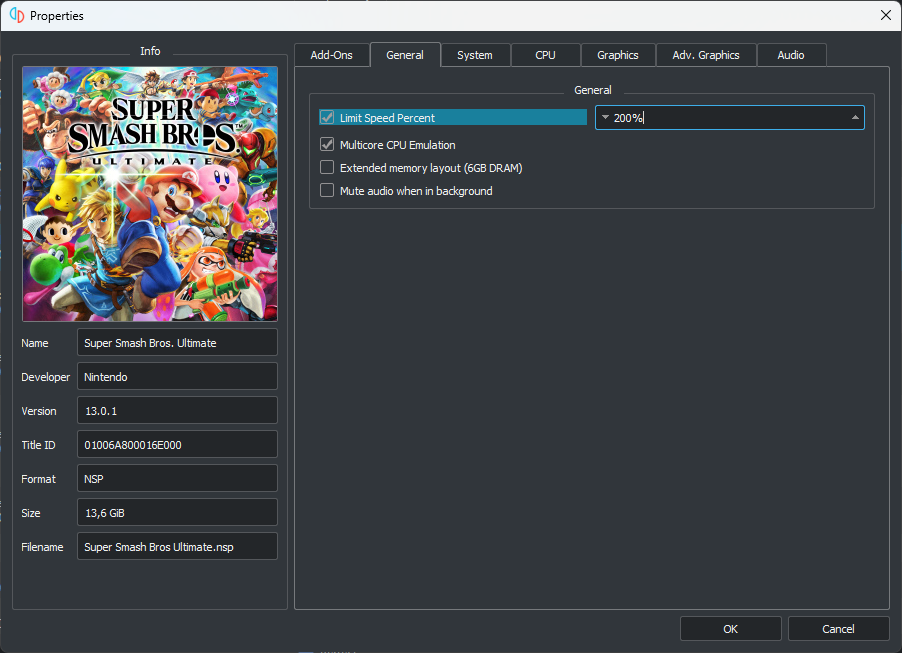 Properties
Info
SUPER
SMASH BROS.
ULTIMATE
Name Super Smash Bros. Ultimate
Developer Nintendo
Version 13.0.1
Title ID 01006A800016E000
Format NSP
Size 13,6 GiB
Filename Super Smash Bros Ultimate.nsp
Add-Ons General System CPU Graphics Adv. Graphics Audio
General
Limit Speed Percent 200%
Multicore CPU Emulation
Extended memory layout (6GB DRAM)
Mute audio when in background
OK Cancel